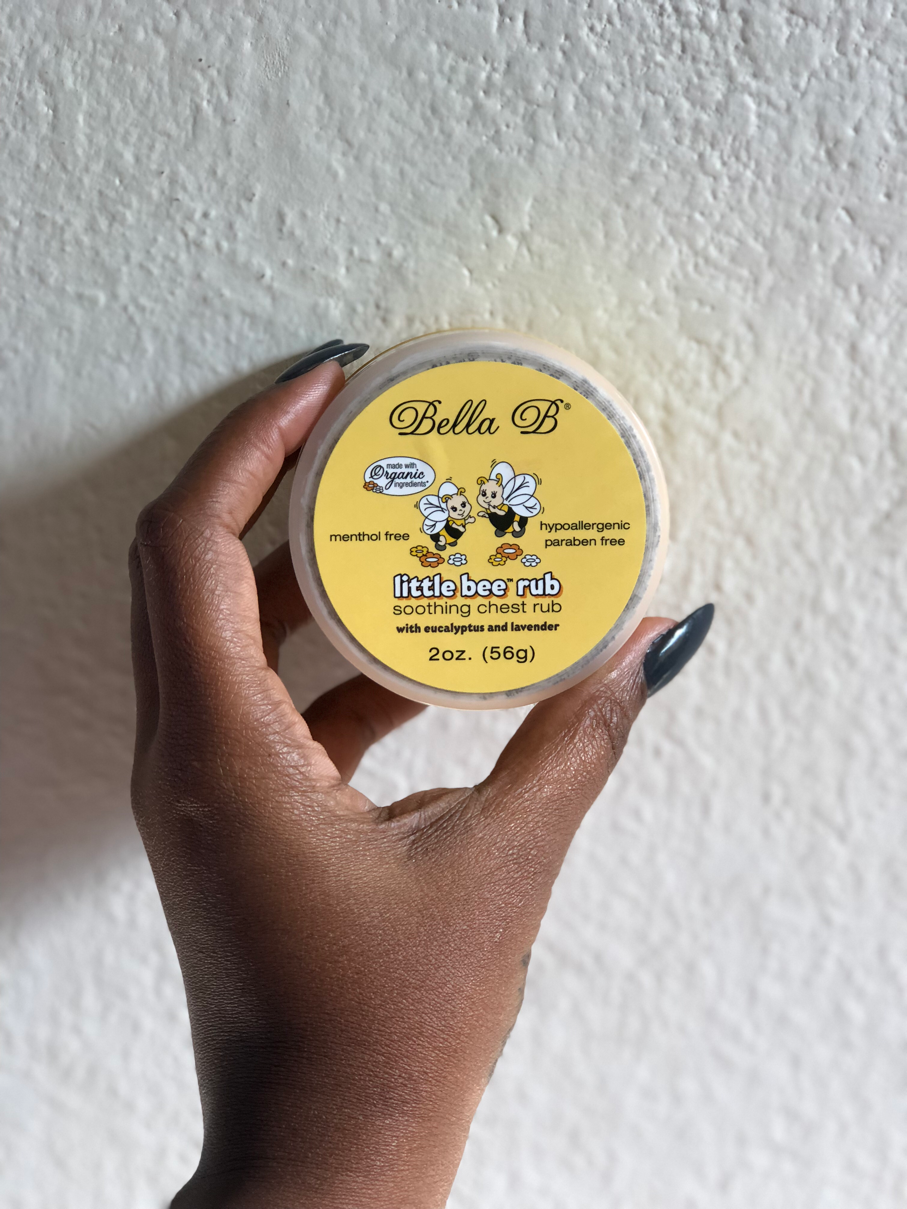 Bella B®
made with
Organic
ingredients*
menthol free
hypoallergenic
paraben free
little bee™ rub
soothing chest rub
with eucalyptus and lavender
2oz. (56g)